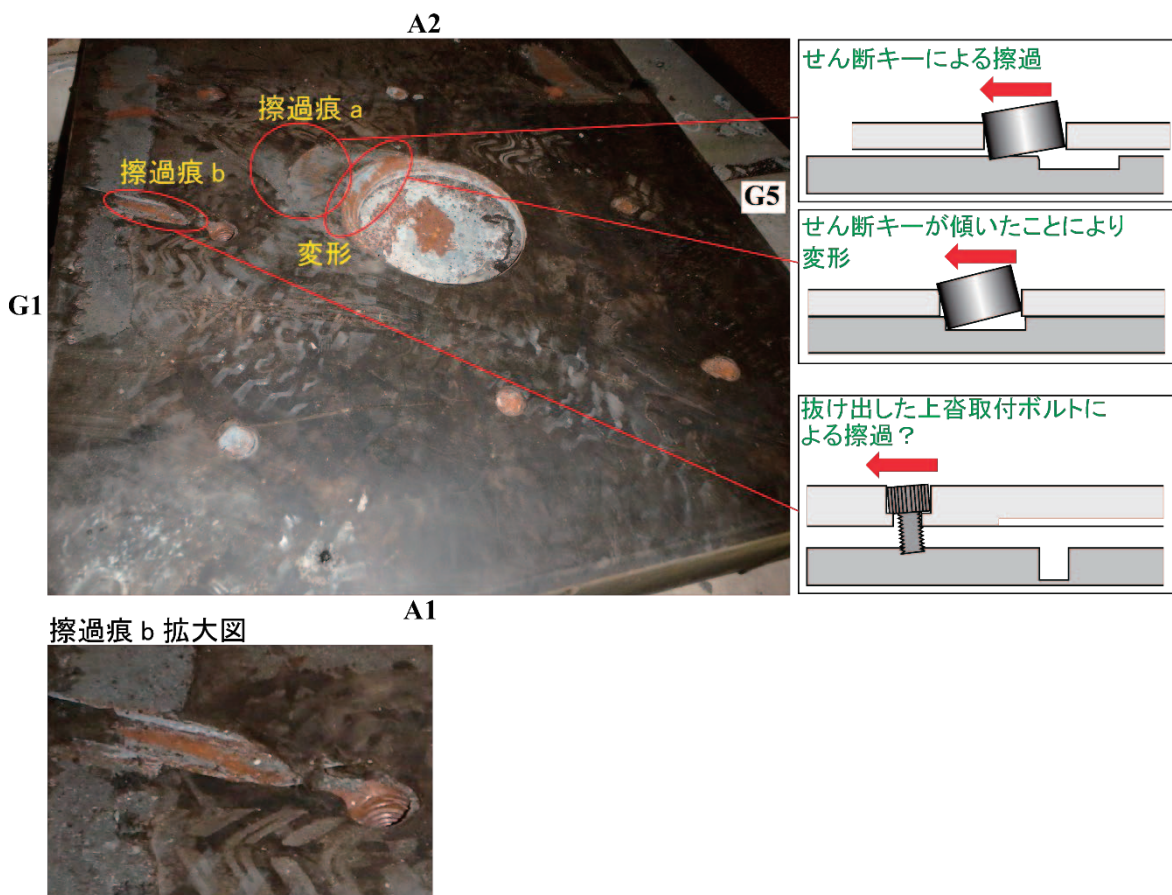 A2
せん断キーによる擦過
擦過痕 a
擦過痕 b
G5
せん断キーが傾いたことにより
変形
変形
G1
抜け出した上沓取付ボルトに
よる擦過？
A1
擦過痕 b 拡大図